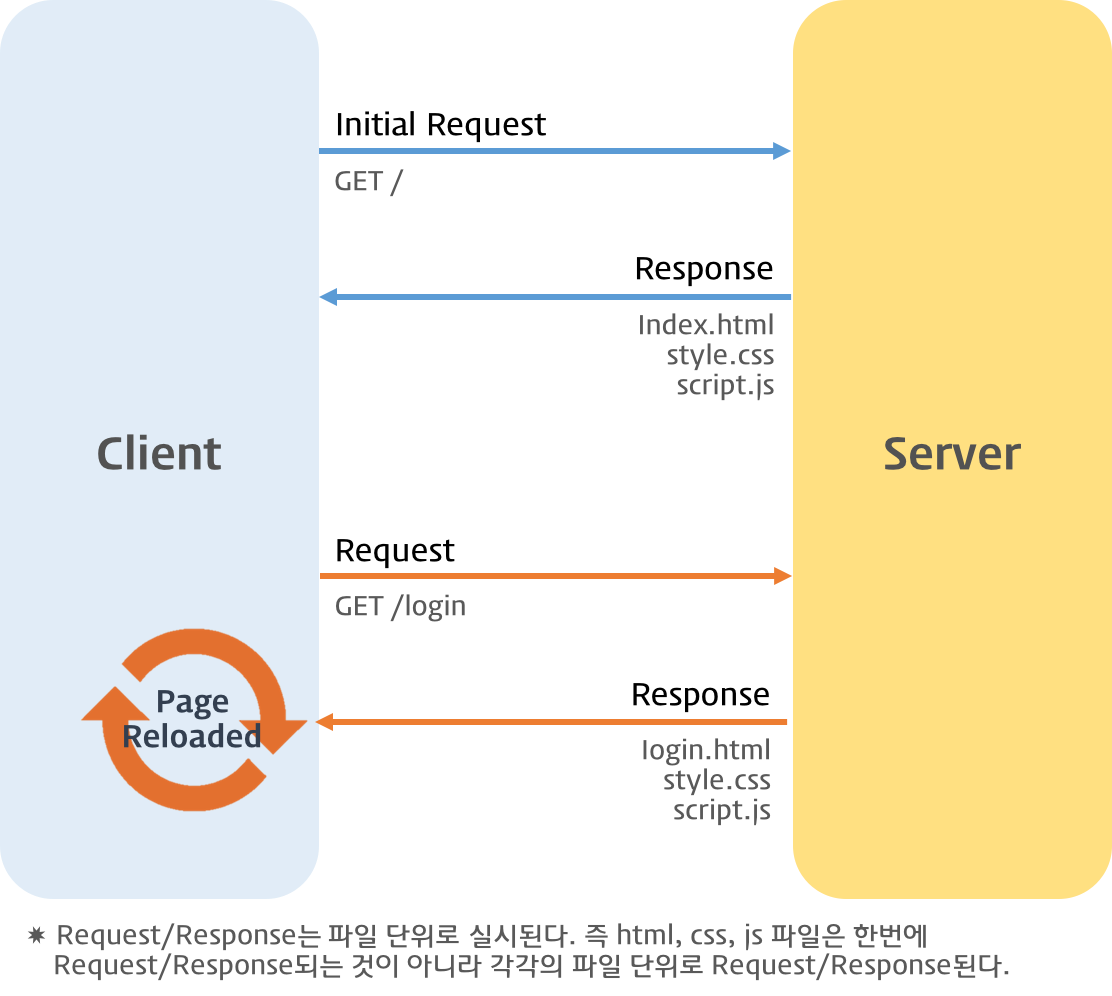 Initial Request
GET /
Response
Index.html
style.css
script.js
Client
Server
Request
GET /login
Page
Reloaded
Response
login.html
style.css
script.js
✷ Request/Response는 파일 단위로 실시된다. 즉 html, css, js 파일은 한번에
Request/Response되는 것이 아니라 각각의 파일 단위로 Request/Response된다.